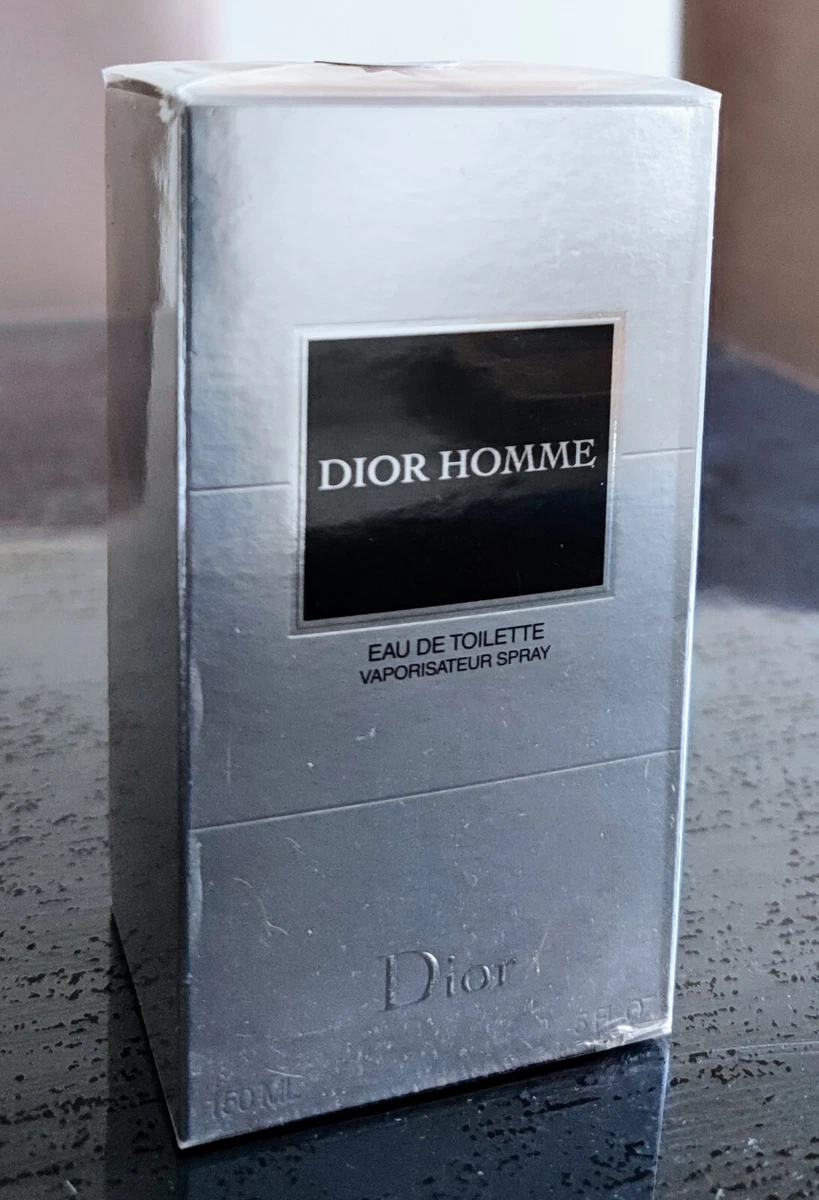 DIOR HOMME
EAU DE TOILETTE
VAPORISATEUR SPRAY
Dior
150 ML
5 FL OZ